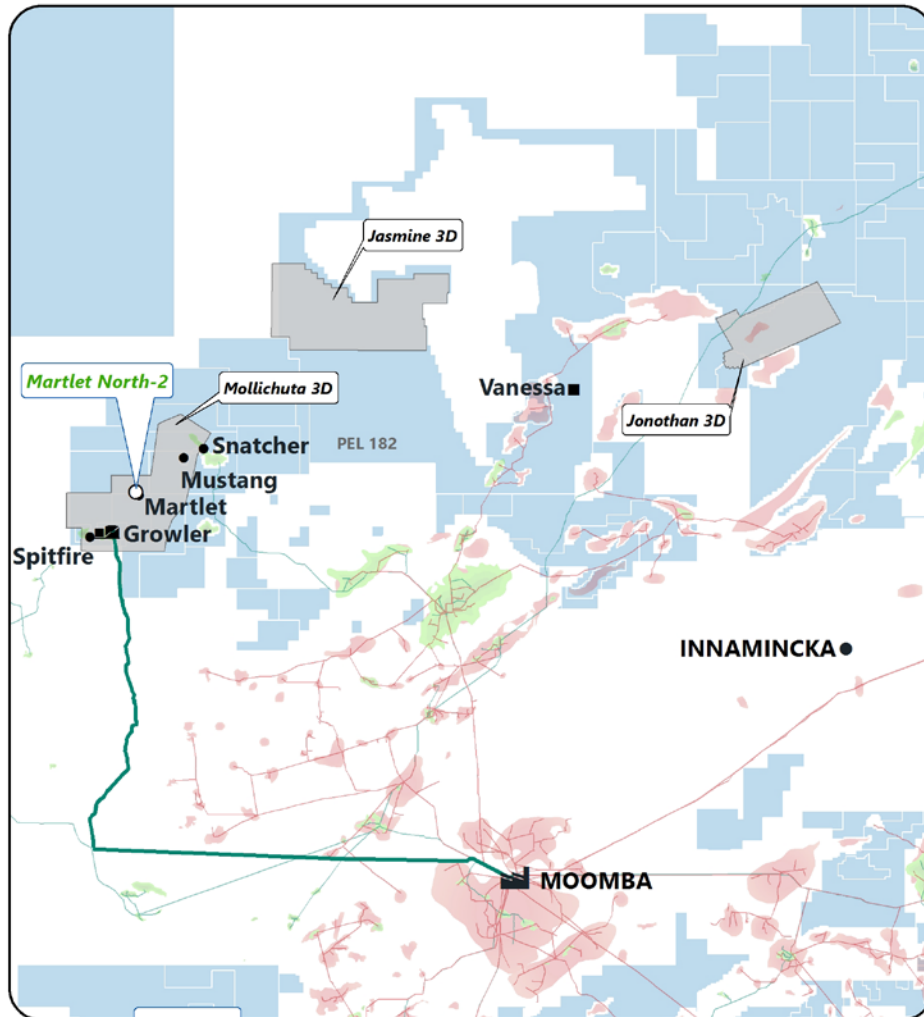 Jasmine 3D
Martlet North-2
Mollichuta 3D
Vanessa
Jonothan 3D
PEL 182
Snatcher
Mustang
Martlet
Growler
Spitfire
INNAMINCKA
MOOMBA